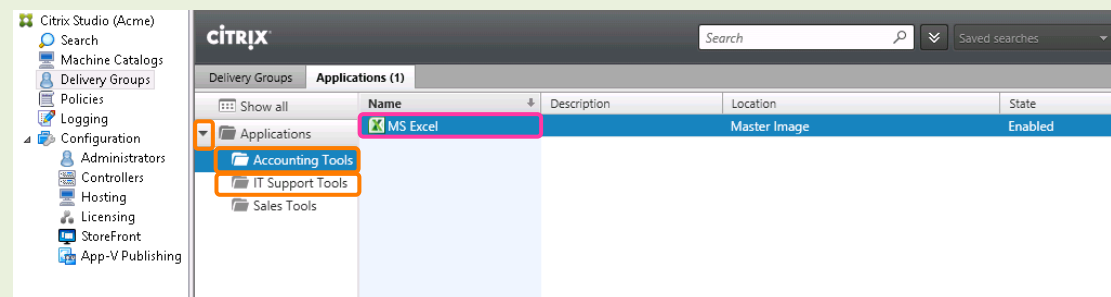 Citrix Studio (Acme)
Search
Machine Catalogs
Delivery Groups
Policies
Logging
Configuration
Administrators
Controllers
Hosting
Licensing
StoreFront
App-V Publishing
CİTRIX
Search
Saved searches
Delivery Groups
Applications (1)
Show all
Applications
Accounting Tools
IT Support Tools
Sales Tools
Name Description Location State
MS Excel Master Image Enabled